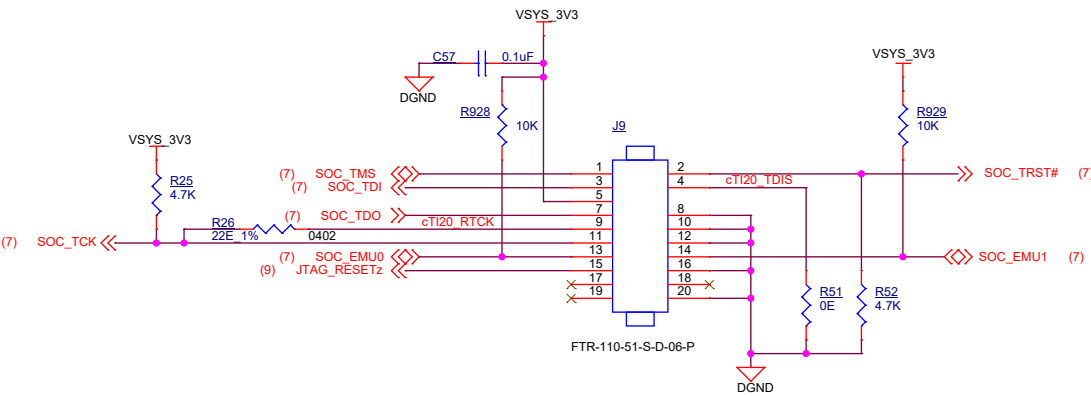 VSYS_3V3
C57 0.1uF
VSYS_3V3
DGND
R928
10K
R929
10K
J9
VSYS_3V3
1 2
(7) SOC_TMS
SOC_TRST# (7)
3 4
(7) SOC_TDI
cTI20_TDIS
R25
4.7K
5
7 8
(7) SOC_TDO
cTI20_RTCK
9 10
R26
22E_1% 0402
(7) SOC_TCK
11 12
13 14
(7) SOC_EMU0
SOC_EMU1 (7)
15 16
(9) JTAG_RESETz
17 18
19 20
R51
0E
R52
4.7K
FTR-110-51-S-D-06-P
DGND